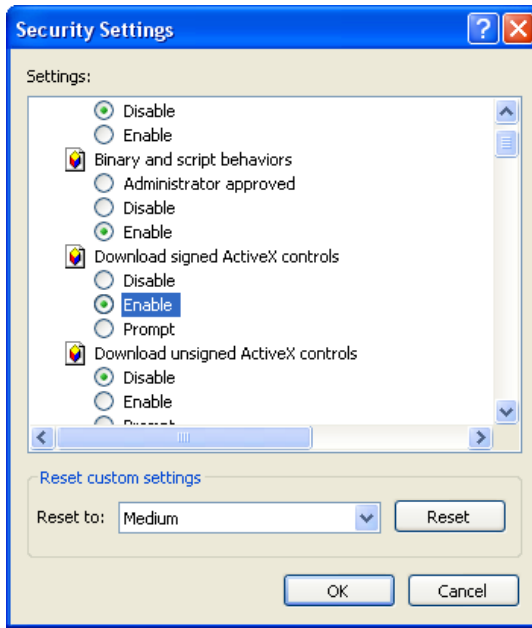 Security Settings
Settings:
Disable
Enable
Binary and script behaviors
Administrator approved
Disable
Enable
Download signed ActiveX controls
Disable
Enable
Prompt
Download unsigned ActiveX controls
Disable
Enable
Prompt
Reset custom settings
Reset to: Medium Reset
OK Cancel